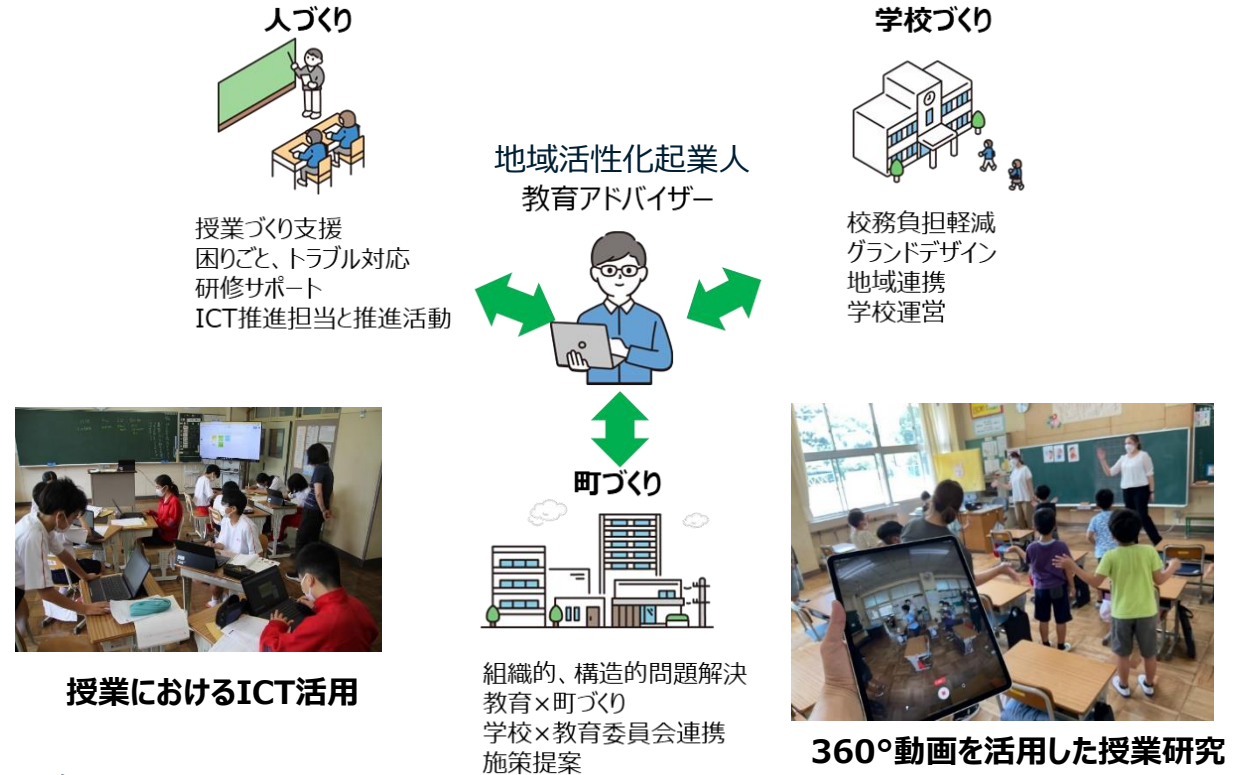 人づくり
学校づくり
地域活性化起業人
教育アドバイザー
授業づくり支援
困りごと、トラブル対応
研修サポート
ICT推進担当と推進活動
校務負担軽減
グランドデザイン
地域連携
学校運営
町づくり
組織的、構造的問題解決
教育×町づくり
学校×教育委員会連携
施策提案
授業におけるICT活用
360°動画を活用した授業研究